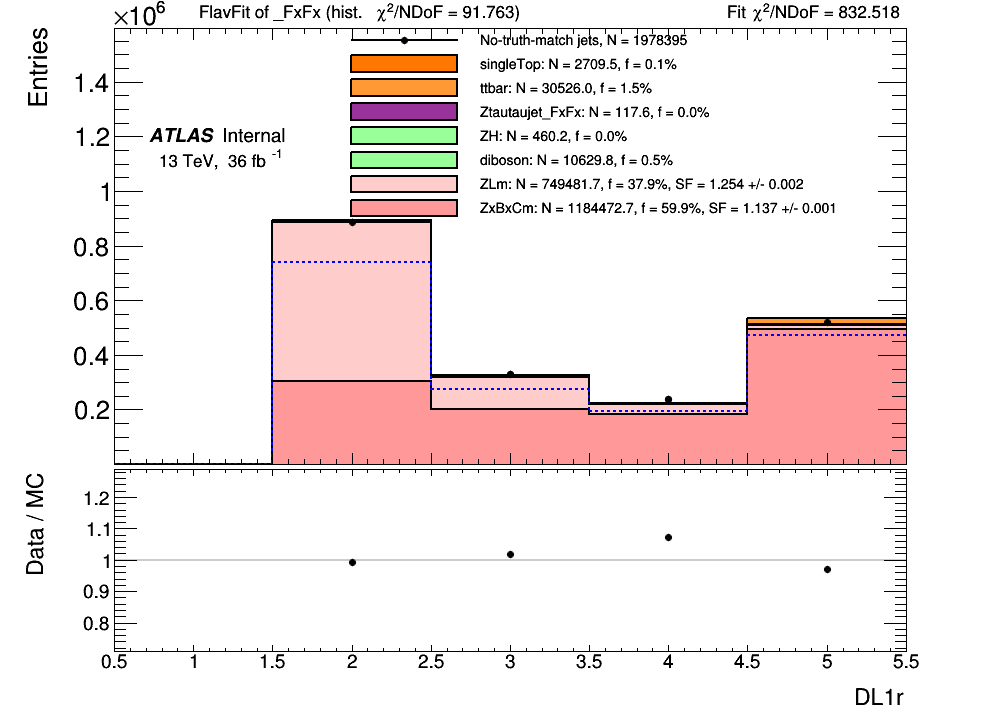 FlavFit of _FxFx (hist. χ²/NDoF = 91.763) Fit χ²/NDoF = 832.518
×10⁶
Entries
No-truth-match jets, N = 1978395
singleTop: N = 2709.5, f = 0.1%
ttbar: N = 30526.0, f = 1.5%
Ztautaujet_FxFx: N = 117.6, f = 0.0%
ZH: N = 460.2, f = 0.0%
diboson: N = 10629.8, f = 0.5%
ZLm: N = 749481.7, f = 37.9%, SF = 1.254 +/- 0.002
ZxBxCm: N = 1184472.7, f = 59.9%, SF = 1.137 +/- 0.001
ATLAS Internal
13 TeV, 36 fb ⁻¹
1.4
1.2
1
0.8
0.6
0.4
0.2
Data / MC
1.2
1.1
1
0.9
0.8
0.5 1 1.5 2 2.5 3 3.5 4 4.5 5 5.5
DL1r